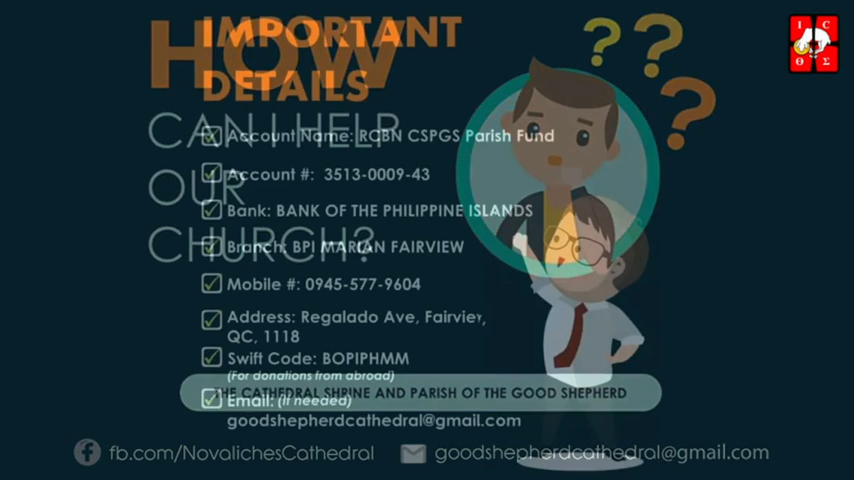 HOW
CAN I HELP
OUR
CHURCH?
IMPORTANT
DETAILS
Account Name: RCBN CSPGS Parish Fund
Account #: 3513-0009-43
Bank: BANK OF THE PHILIPPINE ISLANDS
Branch: BPI MARIAN FAIRVIEW
Mobile #: 0945-577-9604
Address: Regalado Ave, Fairview,
QC, 1118
Swift Code: BOPIPHMM
(For donations from abroad)
Email: (if needed)
goodshepherdcathedral@gmail.com
THE CATHEDRAL SHRINE AND PARISH OF THE GOOD SHEPHERD
fb.com/NovalichesCathedral
goodshepherdcathedral@gmail.com
? ? ?
I C
Θ Σ